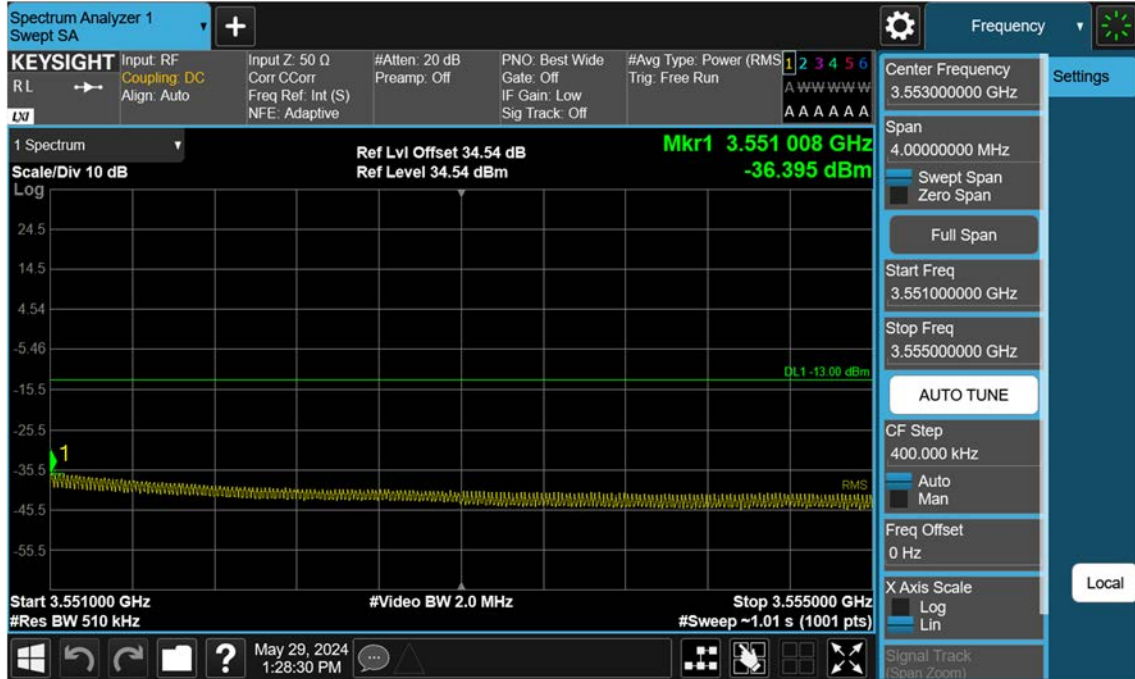 Spectrum Analyzer 1
Swept SA
+
Frequency
KEYSIGHT
RL
LXI
Input: RF
Coupling: DC
Align: Auto
Input Z: 50 Ω
Corr CCorr
Freq Ref: Int (S)
NFE: Adaptive
#Atten: 20 dB
Preamp: Off
PNO: Best Wide
Gate: Off
IF Gain: Low
Sig Track: Off
#Avg Type: Power (RMS
Trig: Free Run
1 2 3 4 5 6
A W W W W W
A A A A A A
1 Spectrum
Scale/Div 10 dB
Ref Lvl Offset 34.54 dB
Ref Level 34.54 dBm
Mkr1 3.551 008 GHz
-36.395 dBm
Log
24.5
14.5
4.54
-5.46
DL1 -13.00 dBm
-15.5
-25.5
1
-35.5
RMS
-45.5
-55.5
Start 3.551000 GHz
#Video BW 2.0 MHz
Stop 3.555000 GHz
#Res BW 510 kHz
#Sweep ~1.01 s (1001 pts)
?
May 29, 2024
1:28:30 PM
Center Frequency
3.553000000 GHz
Span
4.00000000 MHz
Swept Span
Zero Span
Full Span
Start Freq
3.551000000 GHz
Stop Freq
3.555000000 GHz
AUTO TUNE
CF Step
400.000 kHz
Auto
Man
Freq Offset
0 Hz
X Axis Scale
Log
Lin
Signal Track
(Span Zoom)
Settings
Local